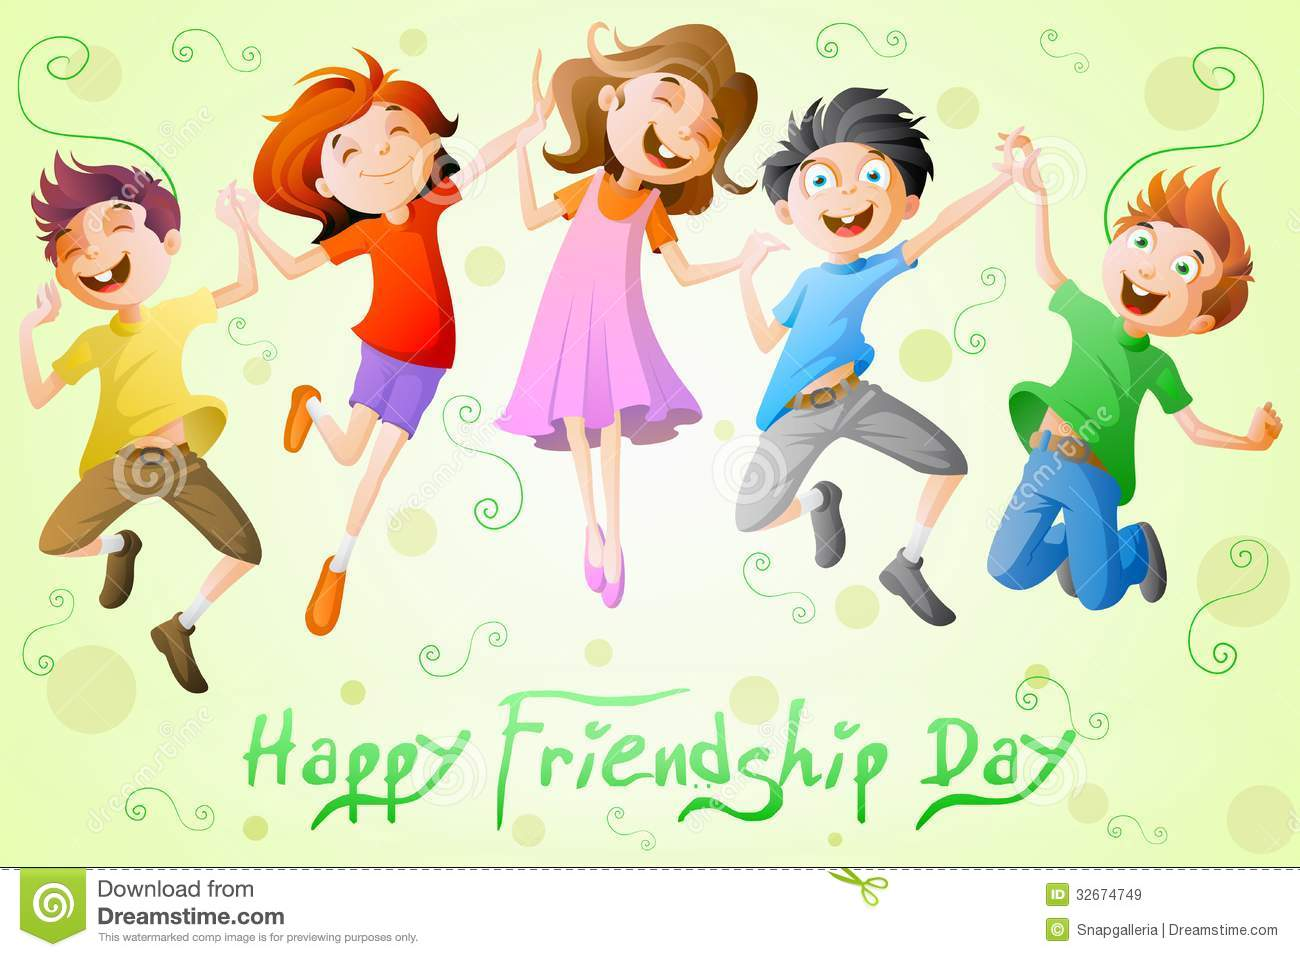 Happy Friendship Day
Download from
Dreamstime.com
This watermarked comp image is for previewing purposes only.
ID 32674749
Snapgalleria | Dreamstime.com